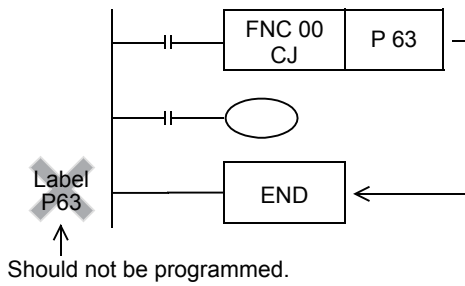 FNC 00
CJ
P 63
Label
P63
END
Should not be programmed.